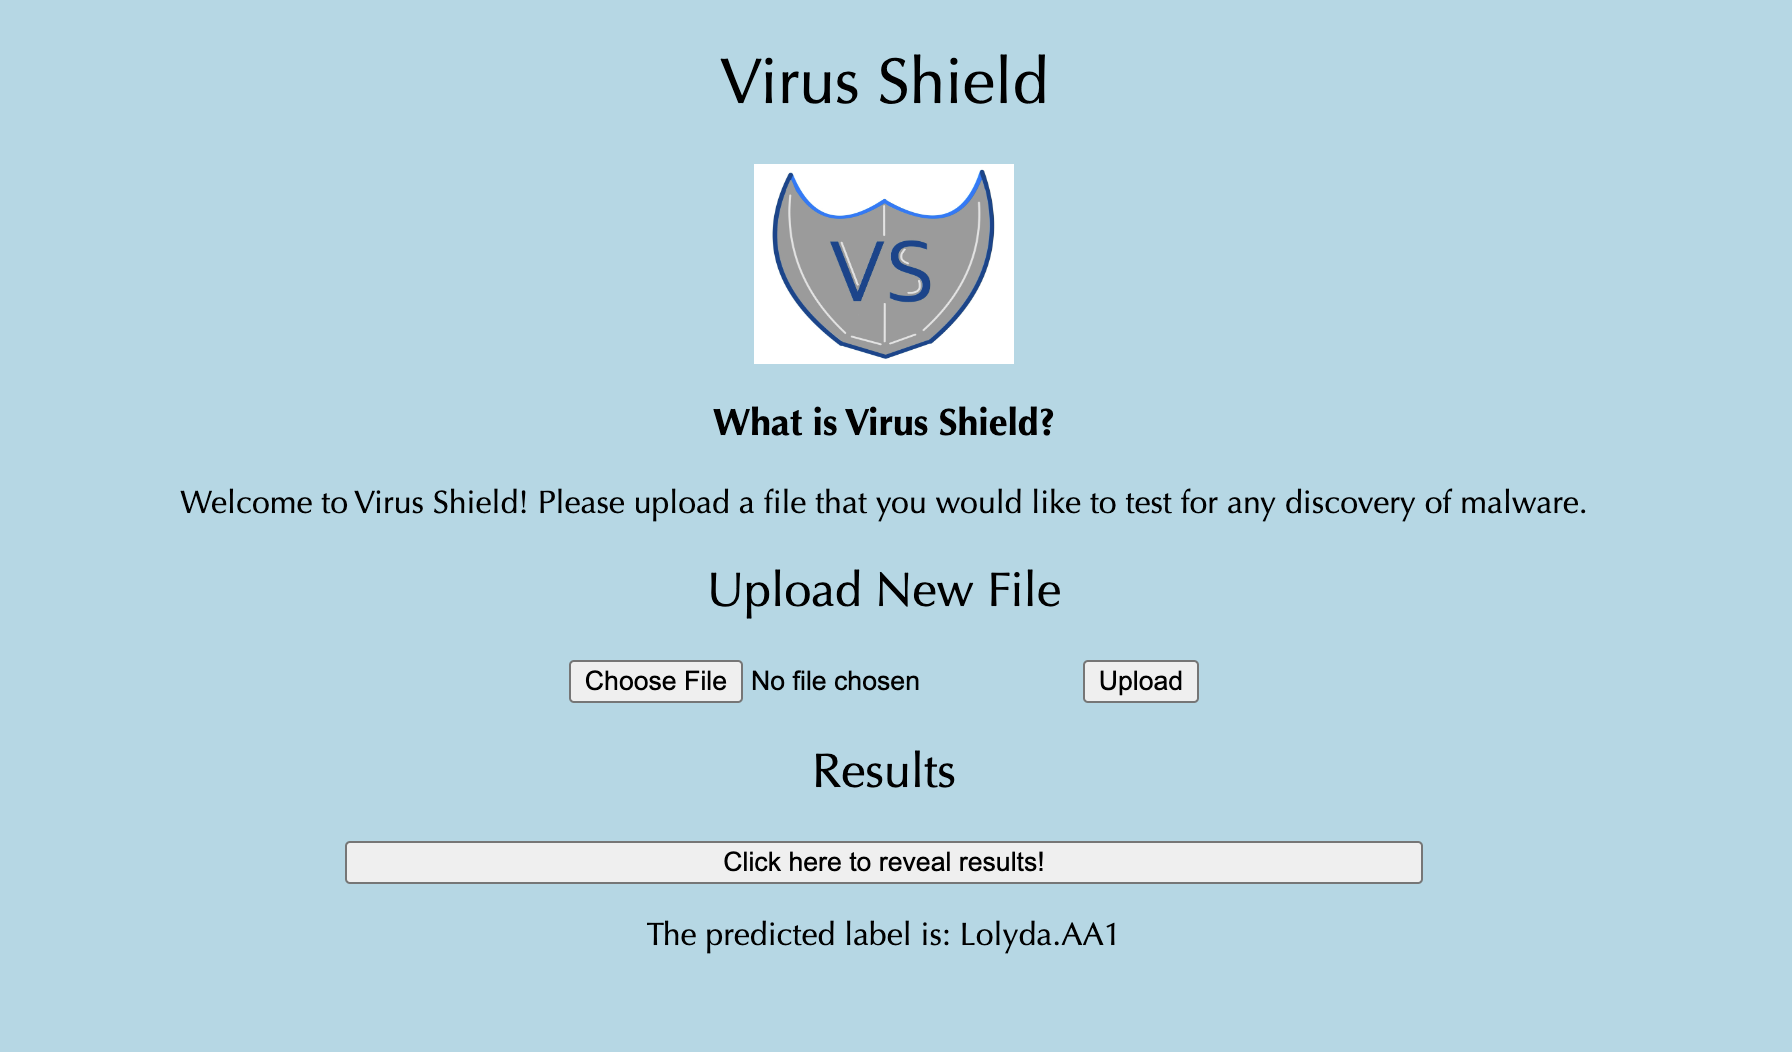 Virus Shield
VS
What is Virus Shield?
Welcome to Virus Shield! Please upload a file that you would like to test for any discovery of malware.
Upload New File
Choose File No file chosen Upload
Results
Click here to reveal results!
The predicted label is: Lolyda.AA1